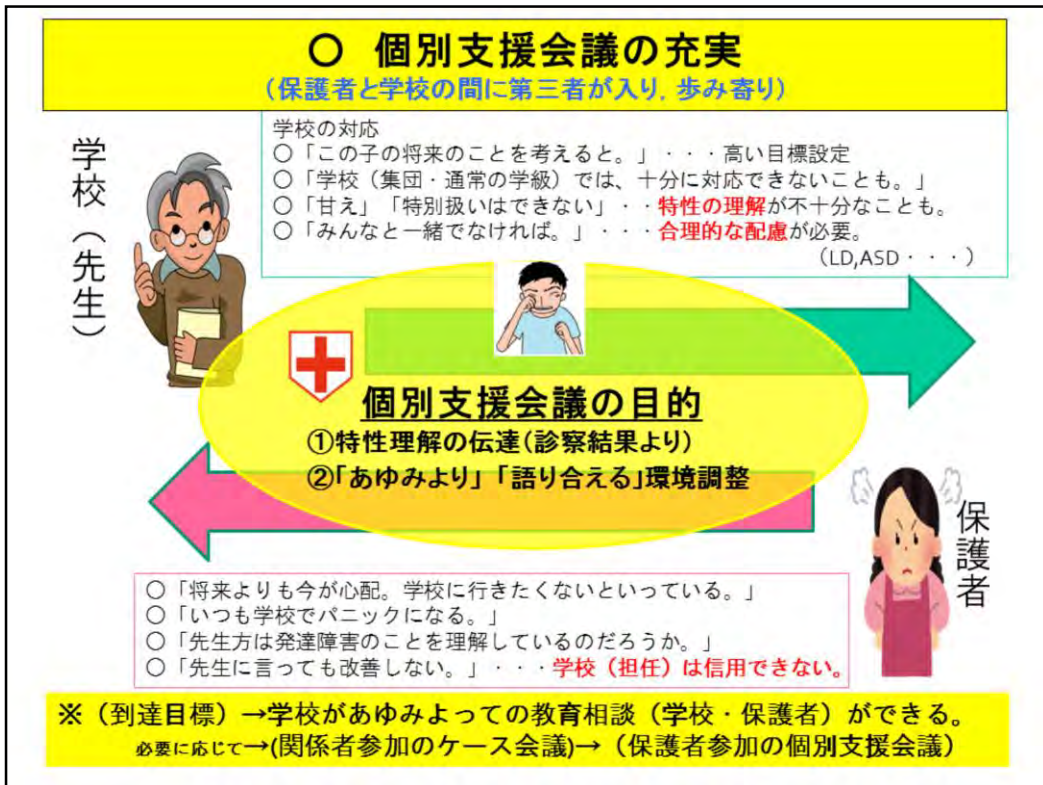 ○ 個別支援会議の充実
(保護者と学校の間に第三者が入り，歩み寄り)
学校（先生）
学校の対応
○「この子の将来のことを考えると。」・・・高い目標設定
○「学校（集団・通常の学級）では、十分に対応できないことも。」
○「甘え」「特別扱いはできない」・・特性の理解が不十分なことも。
○「みんなと一緒でなければ。」・・・合理的な配慮が必要。
（LD,ASD・・・）
個別支援会議の目的
①特性理解の伝達(診察結果より)
②「あゆみより」「語り合える」環境調整
保護者
○「将来よりも今が心配。学校に行きたくないといっている。」
○「いつも学校でパニックになる。」
○「先生方は発達障害のことを理解しているのだろうか。」
○「先生に言っても改善しない。」・・・学校（担任）は信用できない。
※（到達目標）→学校があゆみよっての教育相談（学校・保護者）ができる。
必要に応じて→(関係者参加のケース会議)→（保護者参加の個別支援会議）